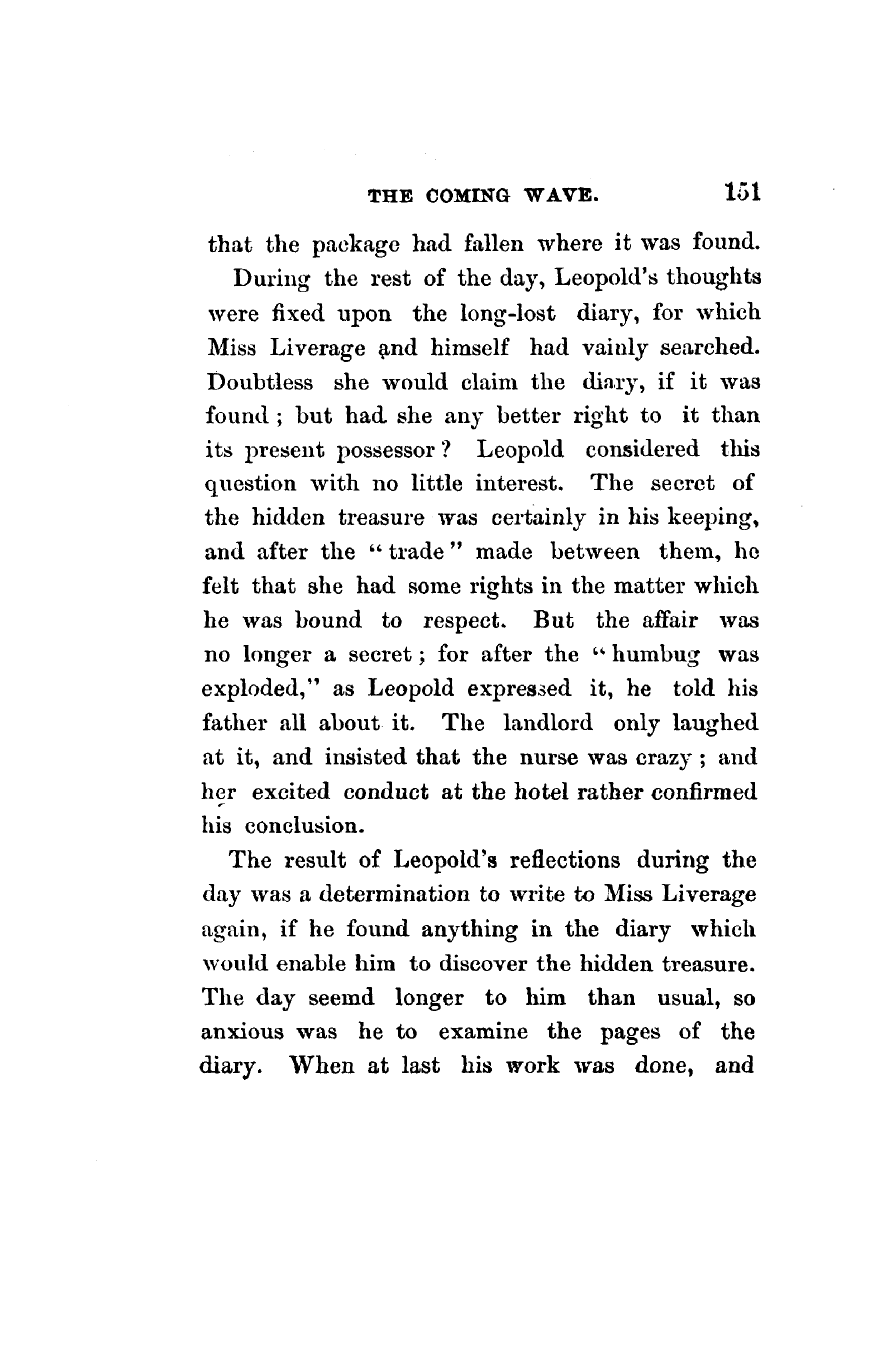 THE COMING WAVE. 151
that the package had fallen where it was found.
During the rest of the day, Leopold's thoughts
were fixed upon the long-lost diary, for which
Miss Liverage and himself had vainly searched.
Doubtless she would claim the diary, if it was
found ; but had she any better right to it than
its present possessor ? Leopold considered this
question with no little interest. The secret of
the hidden treasure was certainly in his keeping,
and after the “ trade ” made between them, he
felt that she had some rights in the matter which
he was bound to respect. But the affair was
no longer a secret ; for after the “ humbug was
exploded,” as Leopold expressed it, he told his
father all about it. The landlord only laughed
at it, and insisted that the nurse was crazy ; and
her excited conduct at the hotel rather confirmed
his conclusion.
The result of Leopold's reflections during the
day was a determination to write to Miss Liverage
again, if he found anything in the diary which
would enable him to discover the hidden treasure.
The day seemd longer to him than usual, so
anxious was he to examine the pages of the
diary. When at last his work was done, and